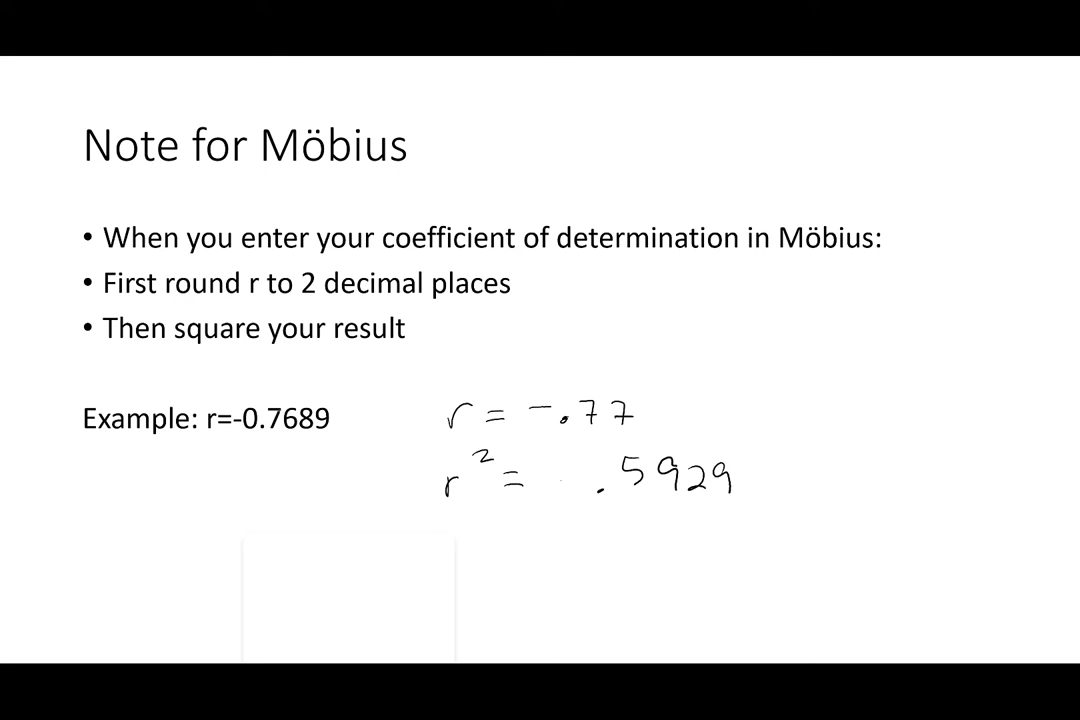 Note for Möbius
• When you enter your coefficient of determination in Möbius:
• First round r to 2 decimal places
• Then square your result
Example: r=-0.7689
r = -.77
r² = .5929